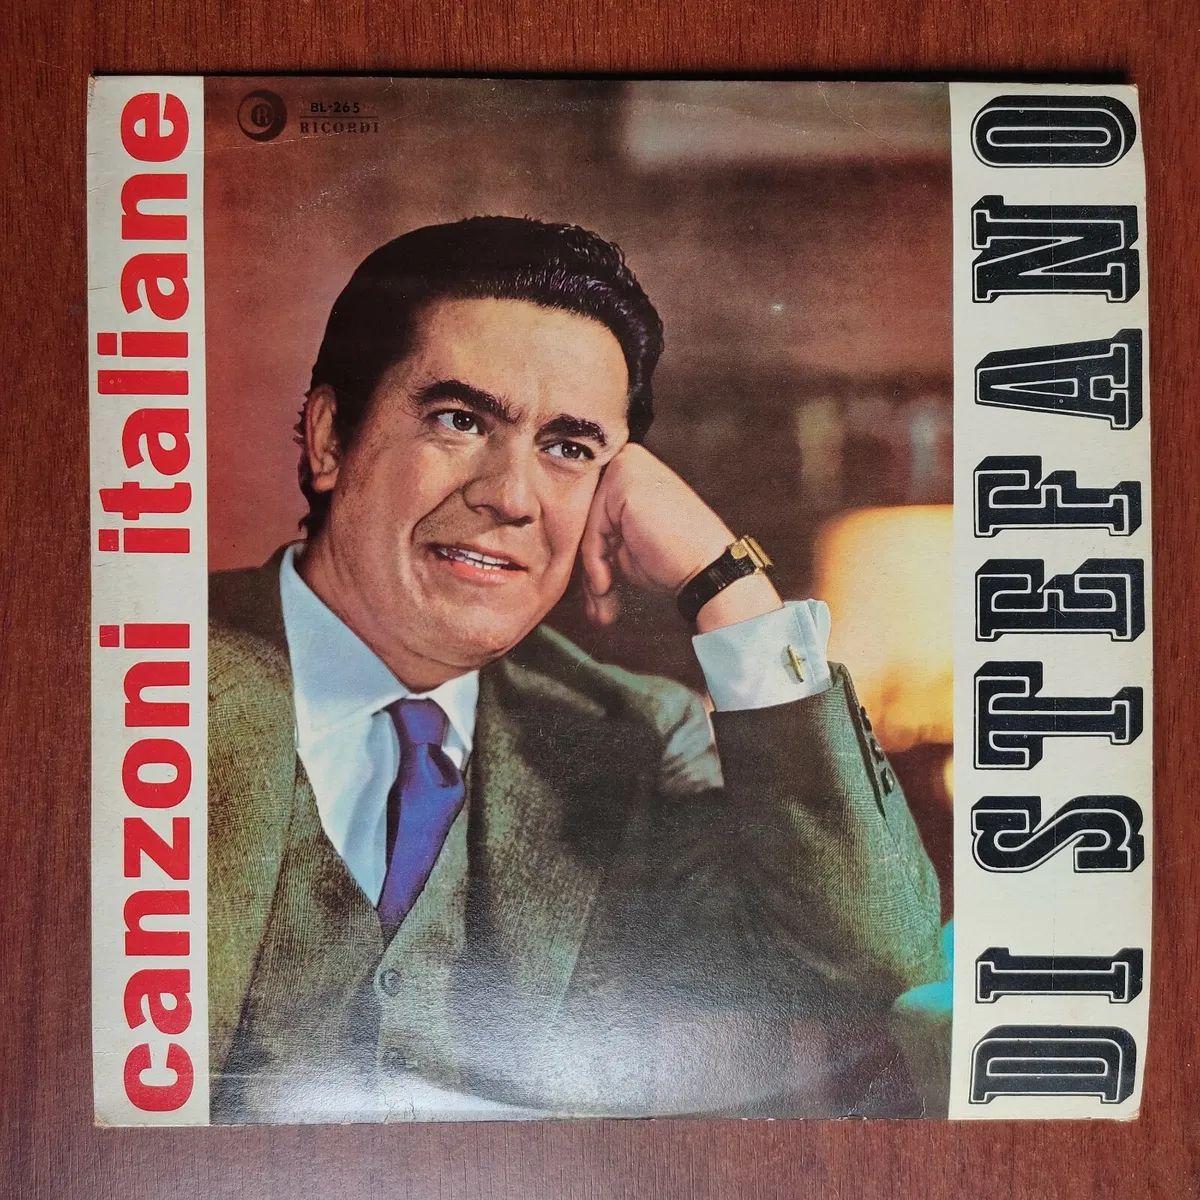 canzoni italiane
R
BL-265
RICORDI
DI STEFANO